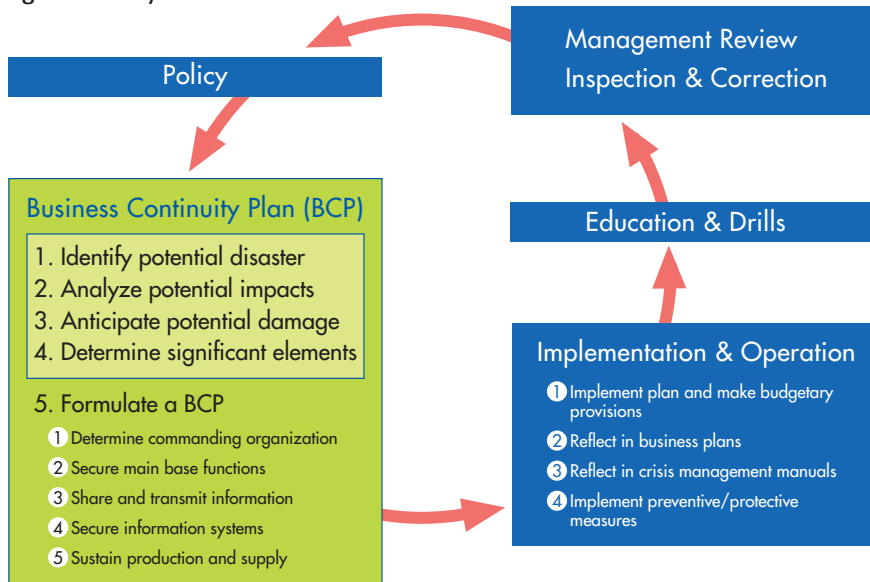 Policy
Management Review
Inspection & Correction
Business Continuity Plan (BCP)
1. Identify potential disaster
2. Analyze potential impacts
3. Anticipate potential damage
4. Determine significant elements
5. Formulate a BCP
1 Determine commanding organization
2 Secure main base functions
3 Share and transmit information
4 Secure information systems
5 Sustain production and supply
Education & Drills
Implementation & Operation
1 Implement plan and make budgetary
provisions
2 Reflect in business plans
3 Reflect in crisis management manuals
4 Implement preventive/protective
measures